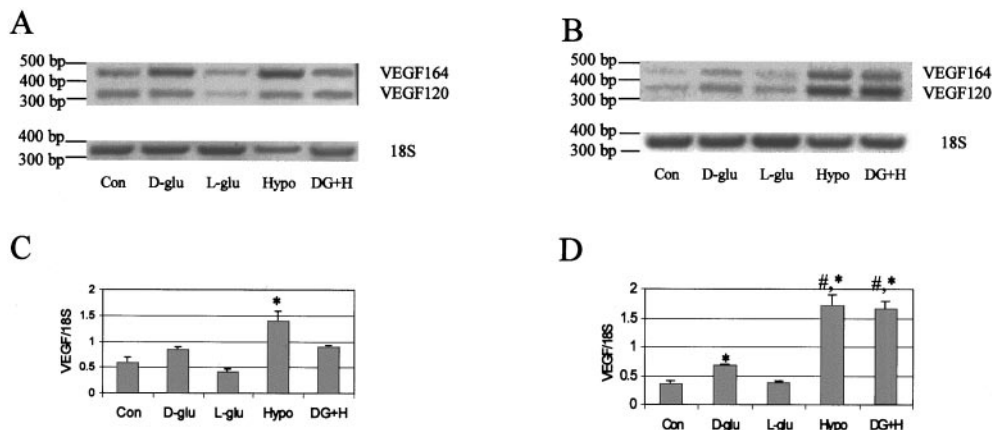 A
500 bp
400 bp
300 bp
VEGF164
VEGF120
400 bp
300 bp
18S
Con D-glu L-glu Hypo DG+H
B
500 bp
400 bp
300 bp
VEGF164
VEGF120
400 bp
300 bp
18S
Con D-glu L-glu Hypo DG+H
C
VEGF/18S
2
1.5
1
0.5
0
*
Con D-glu L-glu Hypo DG+H
D
VEGF/18S
2
1.5
1
0.5
0
*
#,*
#,*
Con D-glu L-glu Hypo DG+H